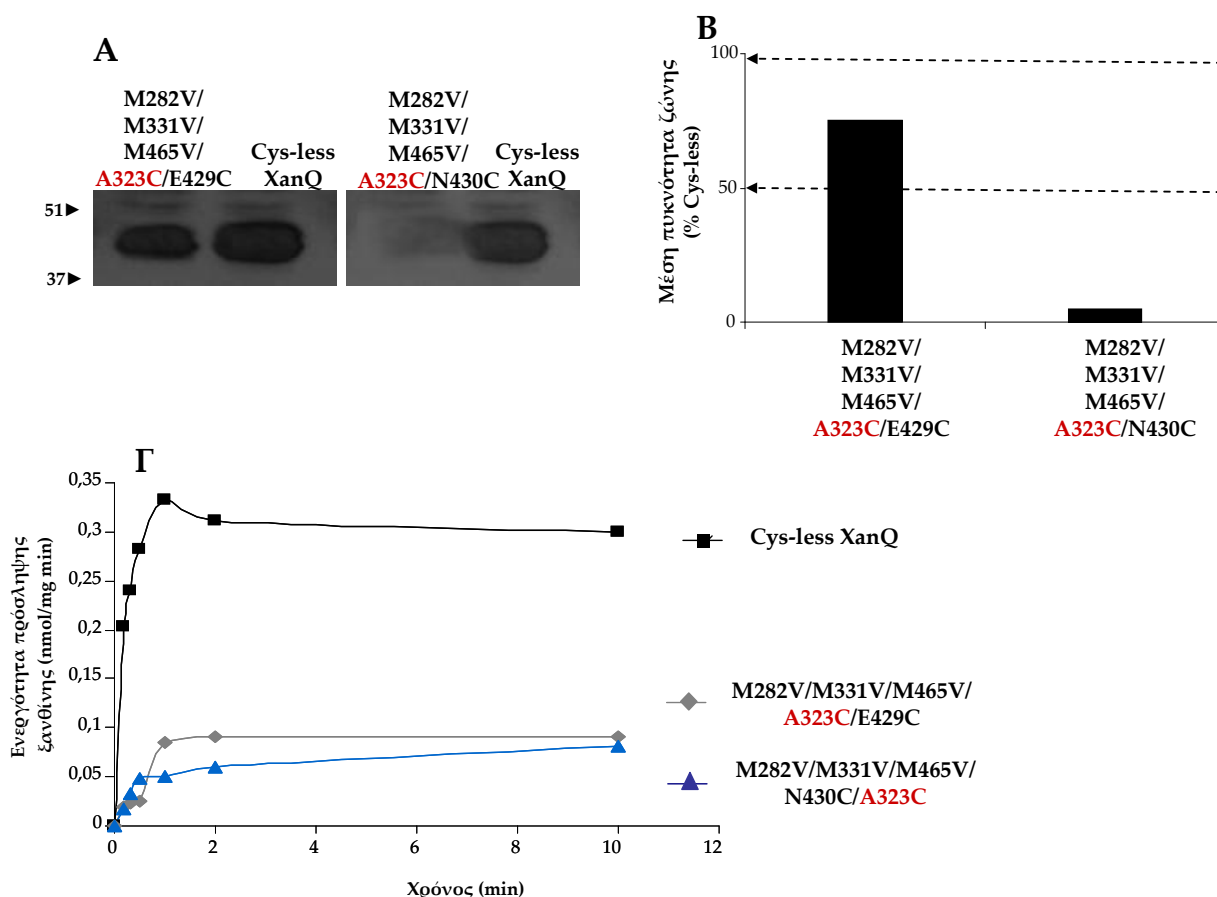 A
M282V/
M331V/
M465V/
A323C/E429C
Cys-less
XanQ
M282V/
M331V/
M465V/
A323C/N430C
Cys-less
XanQ
51
37
B
Μέση πυκνότητα ζώνης
(% Cys-less)
100
50
0
M282V/
M331V/
M465V/
A323C/E429C
M282V/
M331V/
M465V/
A323C/N430C
Γ
Ενεργότητα πρόσληψης
ξανθίνης (nmol/mg min)
0,35
0,3
0,25
0,2
0,15
0,1
0,05
0
0 2 4 6 8 10 12
Χρόνος (min)
Cys-less XanQ
M282V/M331V/M465V/
A323C/E429C
M282V/M331V/M465V/
N430C/A323C